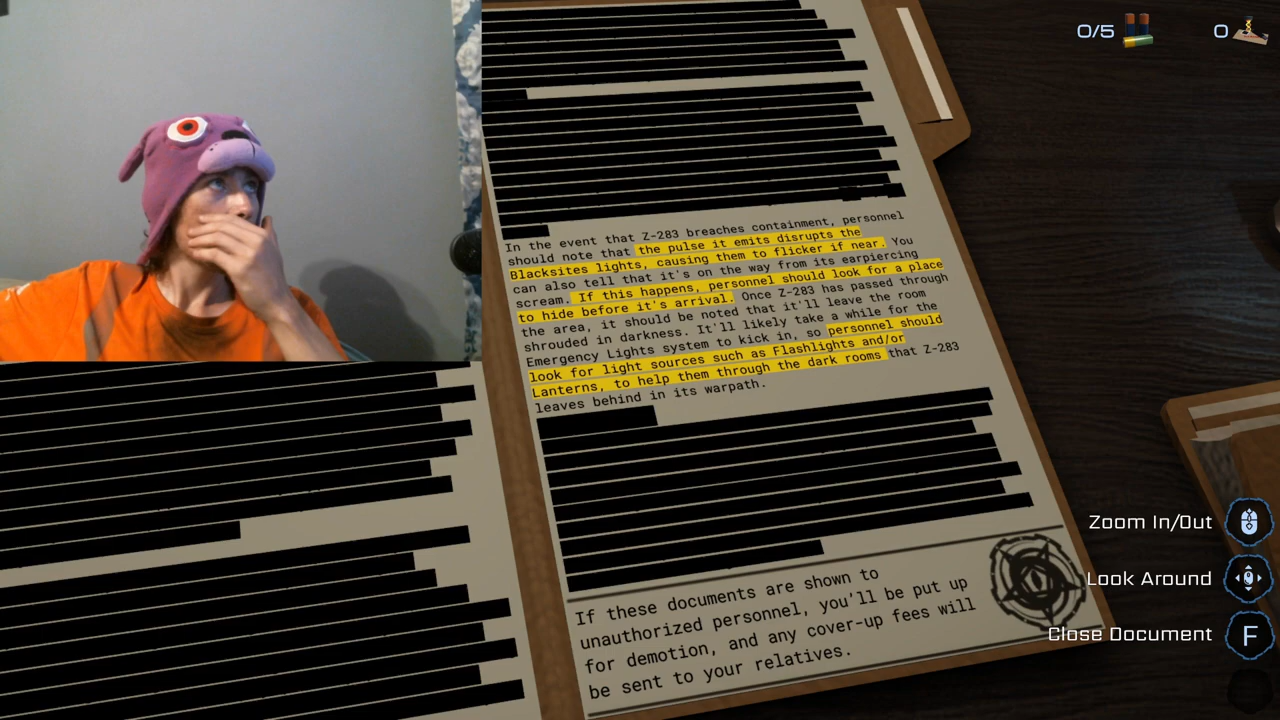 0/5
0
In the event that Z-283 breaches containment, personnel
should note that the pulse it emits disrupts the
Blacksites lights, causing them to flicker if near. You
can also tell that it's on the way from its earpiercing
scream. If this happens, personnel should look for a place
to hide before it's arrival. Once Z-283 has passed through
the area, it should be noted that it'll leave the room
shrouded in darkness. It'll likely take a while for the
Emergency Lights system to kick in, so personnel should
look for light sources such as Flashlights and/or
Lanterns, to help them through the dark rooms that Z-283
leaves behind in its warpath.
If these documents are shown to
unauthorized personnel, you'll be put up
for demotion, and any cover-up fees will
be sent to your relatives.
Zoom In/Out
Look Around
Close Document
F